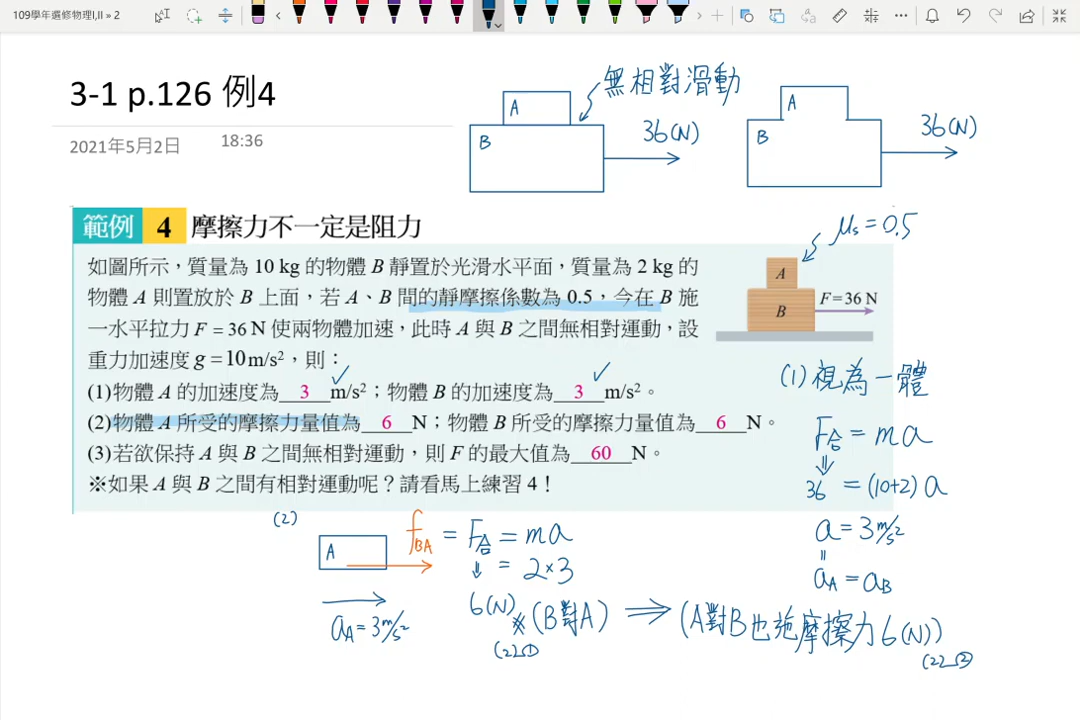 109學年選修物理I,II » 2
3-1 p.126 例4
2021年5月2日 18:36
A
B
無相對滑動
36(N)
A
B
36(N)
範例 4 摩擦力不一定是阻力
如圖所示，質量為 10 kg 的物體 B 靜置於光滑水平面，質量為 2 kg 的
物體 A 則置放於 B 上面，若 A、B 間的靜摩擦係數為 0.5，今在 B 施
一水平拉力 F = 36 N 使兩物體加速，此時 A 與 B 之間無相對運動，設
重力加速度 g = 10 m/s²，則：
(1)物體 A 的加速度為 3 m/s²；物體 B 的加速度為 3 m/s²。
(2)物體 A 所受的摩擦力量值為 6 N；物體 B 所受的摩擦力量值為 6 N。
(3)若欲保持 A 與 B 之間無相對運動，則 F 的最大值為 60 N。
※如果 A 與 B 之間有相對運動呢？請看馬上練習 4！
μs = 0.5
A
B
F = 36 N
(1) 視為一體
F合 = ma
⇓
36 = (10+2) a
a = 3 m/s²
=
aA = aB
(2)
A
fBA = F合 = ma
⇓ = 2×3
aA = 3 m/s²
6(N) ※ (B對A) ⟹ (A對B也施摩擦力6(N))
(2)①
(2)②